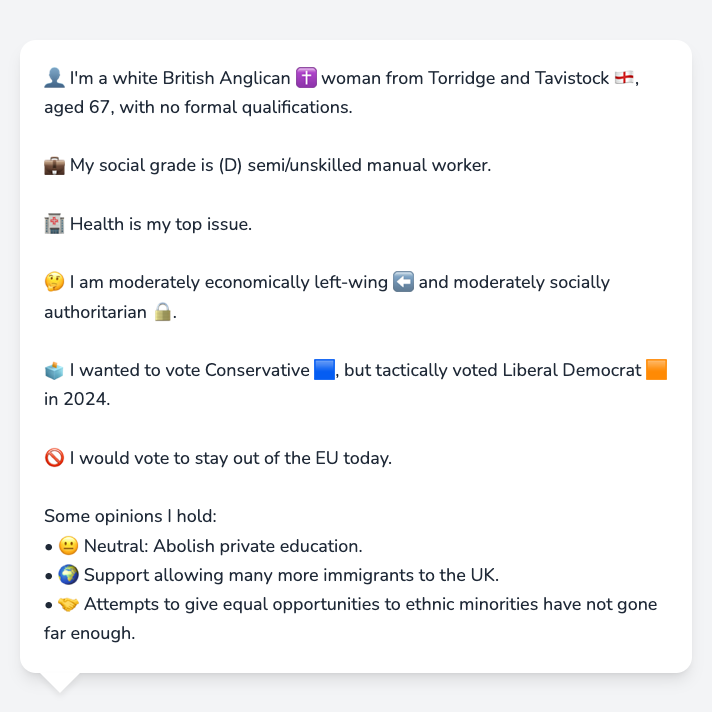 👤 I'm a white British Anglican ✝️ woman from Torridge and Tavistock 🏴󠁧󠁢󠁥󠁮󠁧󠁿,
aged 67, with no formal qualifications.
💼 My social grade is (D) semi/unskilled manual worker.
🏥 Health is my top issue.
🤔 I am moderately economically left-wing ⬅️ and moderately socially
authoritarian 🔒.
🗳️ I wanted to vote Conservative 🟦, but tactically voted Liberal Democrat 🟧
in 2024.
🚫 I would vote to stay out of the EU today.
Some opinions I hold:
• 😐 Neutral: Abolish private education.
• 🌍 Support allowing many more immigrants to the UK.
• 🤝 Attempts to give equal opportunities to ethnic minorities have not gone
far enough.